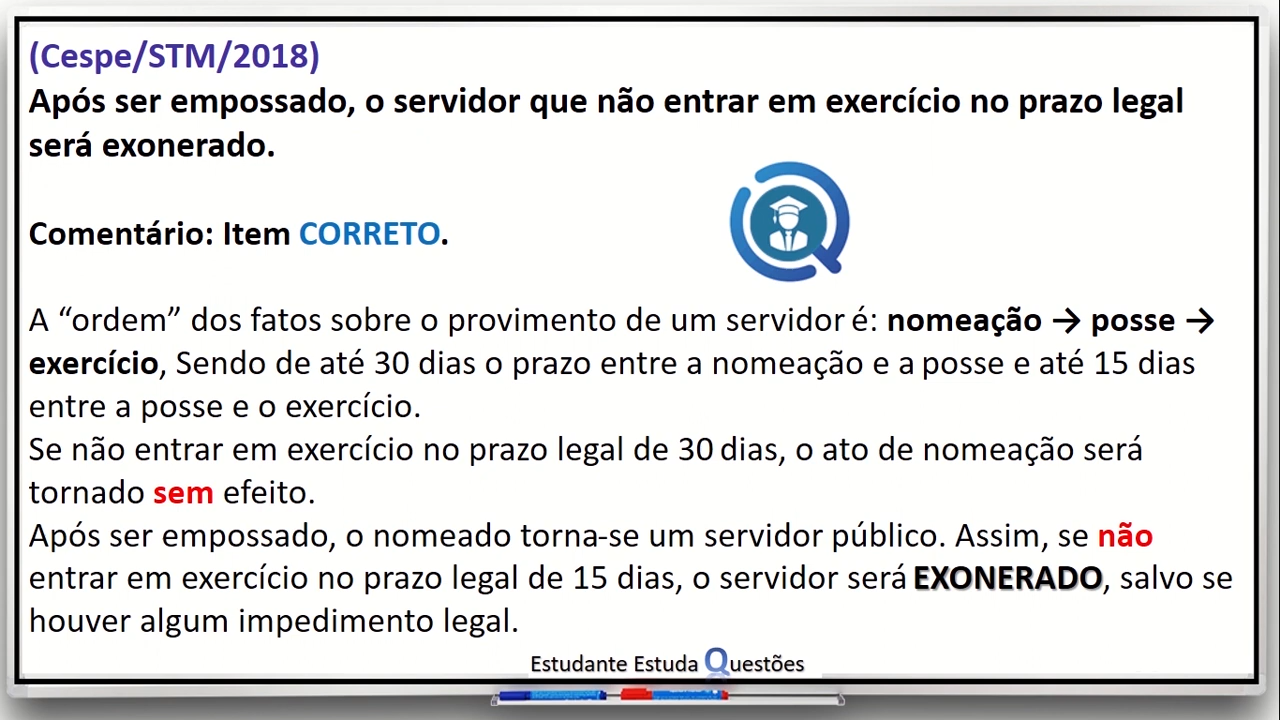 (Cespe/STM/2018)
Após ser empossado, o servidor que não entrar em exercício no prazo legal
será exonerado.
Comentário: Item CORRETO.
A “ordem” dos fatos sobre o provimento de um servidor é: nomeação → posse →
exercício, Sendo de até 30 dias o prazo entre a nomeação e a posse e até 15 dias
entre a posse e o exercício.
Se não entrar em exercício no prazo legal de 30 dias, o ato de nomeação será
tornado sem efeito.
Após ser empossado, o nomeado torna-se um servidor público. Assim, se não
entrar em exercício no prazo legal de 15 dias, o servidor será EXONERADO, salvo se
houver algum impedimento legal.
Estudante Estuda Questões